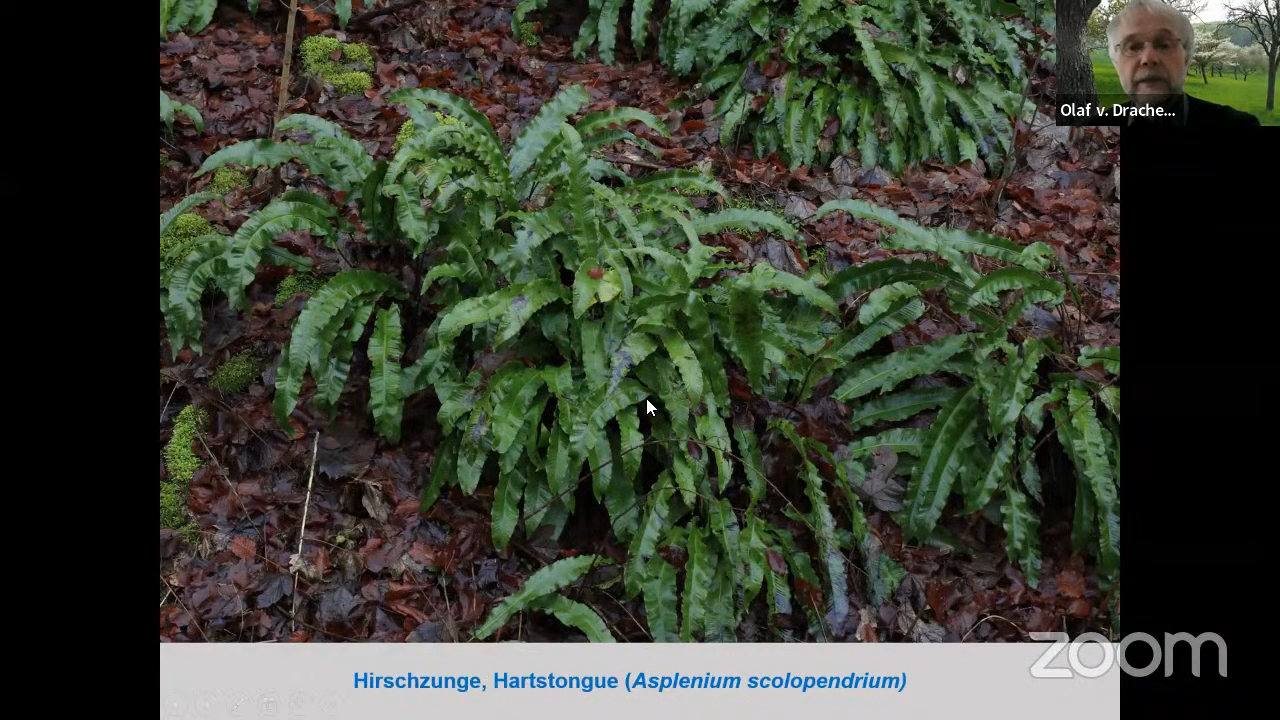 Olaf v. Drache...
Hirschzunge, Hartstongue (Asplenium scolopendrium)
zoom